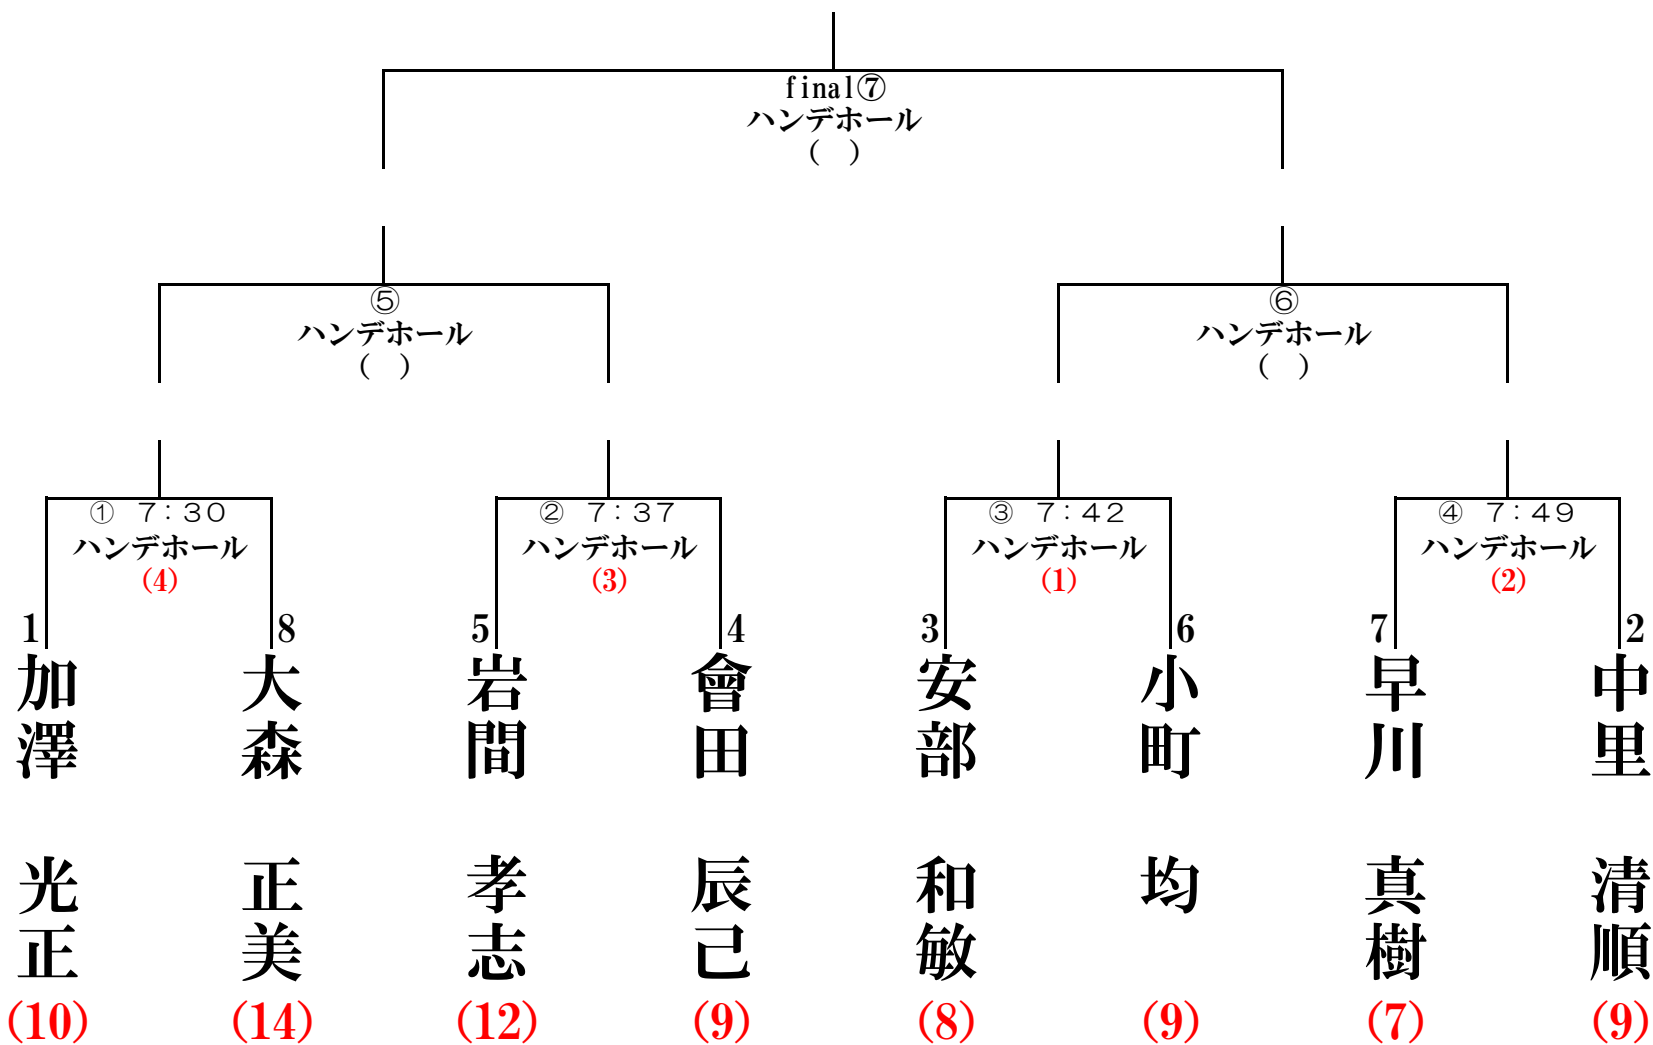 final⑦
ハンデホール
(　)
⑤
ハンデホール
(　)
⑥
ハンデホール
(　)
① 7:30
ハンデホール
(4)
② 7:37
ハンデホール
(3)
③ 7:42
ハンデホール
(1)
④ 7:49
ハンデホール
(2)
1
加澤　光正
(10)
8
大森　正美
(14)
5
岩間　孝志
(12)
4
會田　辰己
(9)
3
安部　和敏
(8)
6
小町　均
(9)
7
早川　真樹
(7)
2
中里　清順
(9)